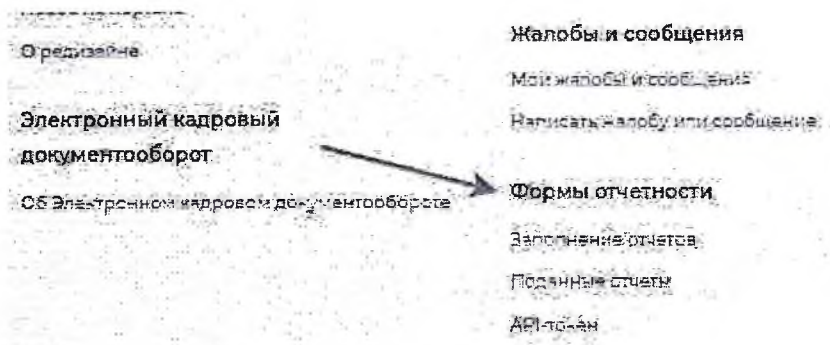 О редизайне
Электронный кадровый
документооборот
Об Электронном кадровом документообороте
Жалобы и сообщения
Мои жалобы и сообщения
Написать жалобу или сообщение
Формы отчетности
Заполнение отчетов
Поданные отчеты
API-токен